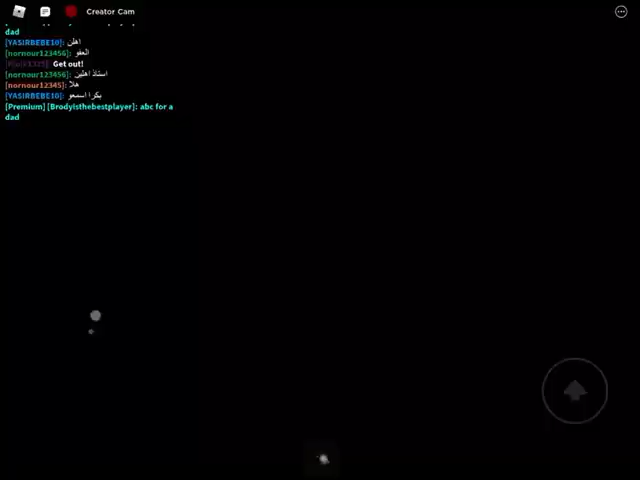 Creator Cam
dad
[YASIRBEBE10]: اهلن
[nornour123456]: العفو
Get out!
[nornour123456]: استاذ اهلين
[nornour12345]: هلا
[YASIRBEBE10]: بكرا اسمعو
[Premium] [Brodyisthebestplayer]: abc for a
dad